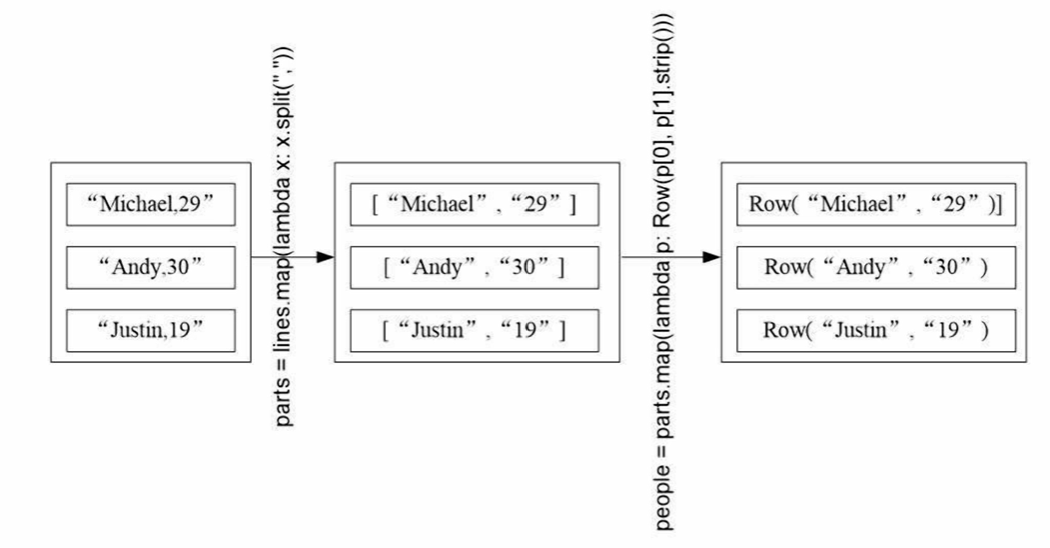 “Michael,29”
“Andy,30”
“Justin,19”
parts = lines.map(lambda x: x.split(","))
[ “Michael” , “29” ]
[ “Andy” , “30” ]
[ “Justin” , “19” ]
people = parts.map(lambda p: Row(p[0], p[1].strip()))
Row( “Michael” , “29” )]
Row( “Andy” , “30” )
Row( “Justin” , “19” )